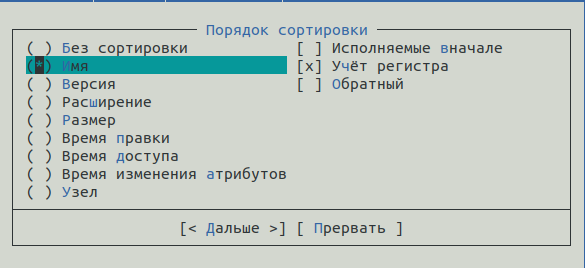 Порядок сортировки
( ) Без сортировки [ ] Исполняемые вначале
(*) Имя [x] Учёт регистра
( ) Версия [ ] Обратный
( ) Расширение
( ) Размер
( ) Время правки
( ) Время доступа
( ) Время изменения атрибутов
( ) Узел
[< Дальше >] [ Прервать ]